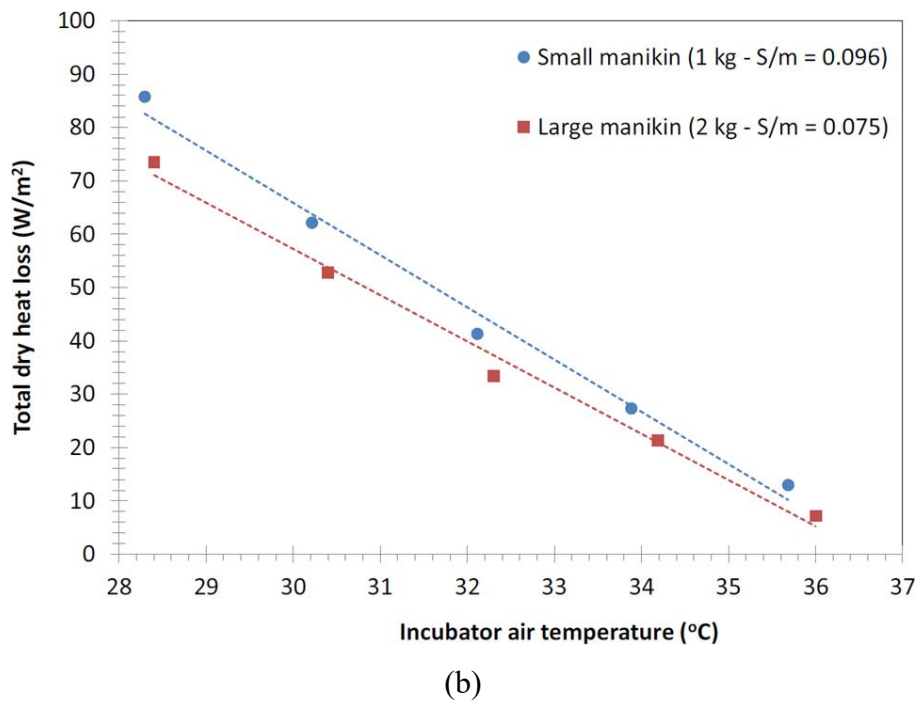 100
90
80
70
60
50
40
30
20
10
0
Total dry heat loss (W/m²)
Small manikin (1 kg - S/m = 0.096)
Large manikin (2 kg - S/m = 0.075)
28 29 30 31 32 33 34 35 36 37
Incubator air temperature (ᵒC)
(b)